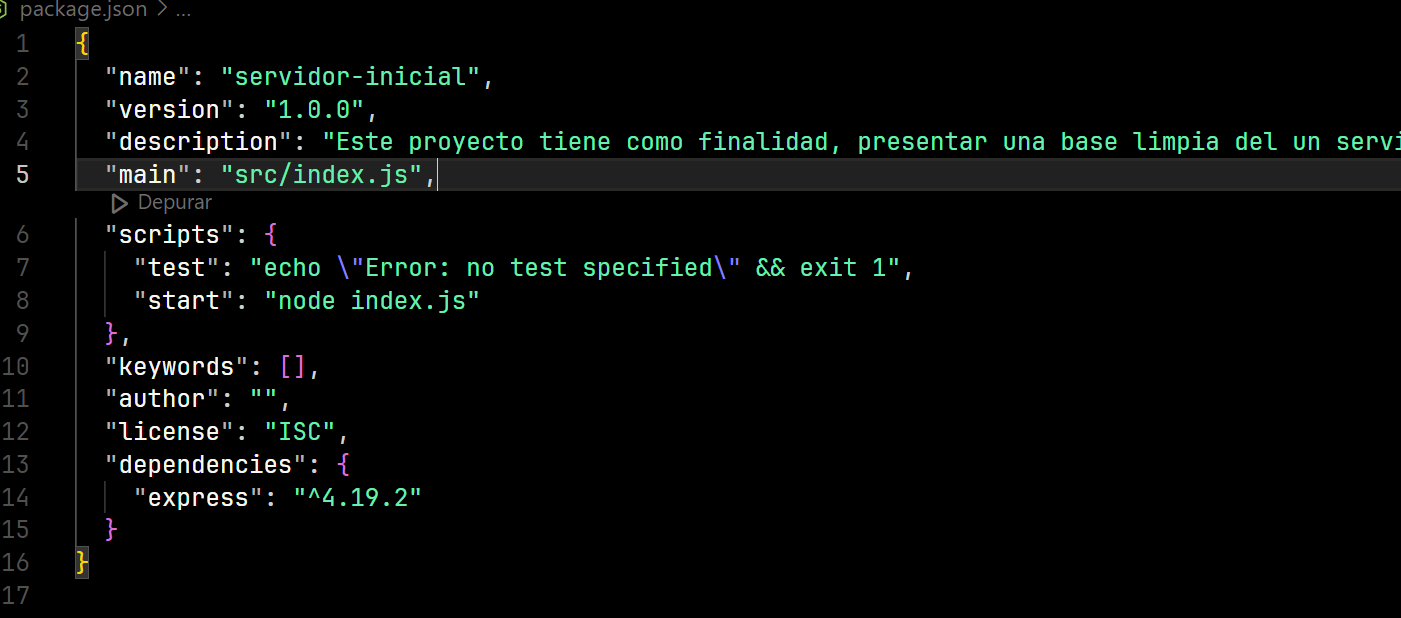 package.json > ...
1 {
2 "name": "servidor-inicial",
3 "version": "1.0.0",
4 "description": "Este proyecto tiene como finalidad, presentar una base limpia del un servi
5 "main": "src/index.js",
Depurar
6 "scripts": {
7 "test": "echo \"Error: no test specified\" && exit 1",
8 "start": "node index.js"
9 },
10 "keywords": [],
11 "author": "",
12 "license": "ISC",
13 "dependencies": {
14 "express": "^4.19.2"
15 }
16 }
17